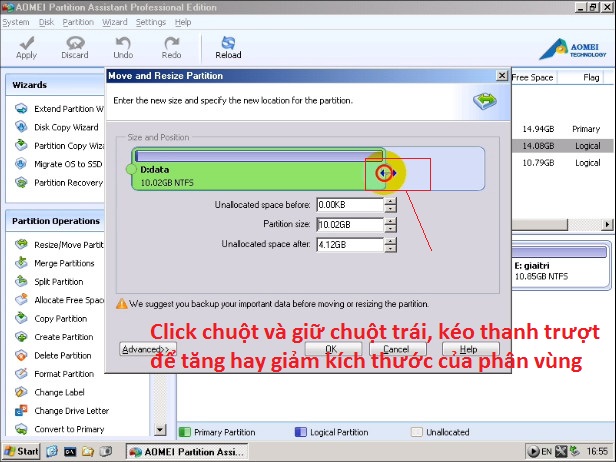 AOMEI Partition Assistant Professional Edition
System Disk Partition Wizard Settings Help
Apply Discard Undo Redo Reload
AOMEI
TECHNOLOGY
Wizards
Extend Partition W
Disk Copy Wizard
Partition Copy Wiza
Migrate OS to SSD
Partition Recovery
Partition Operations
Resize/Move Partit
Merge Partitions
Split Partition
Allocate Free Space
Copy Partition
Create Partition
Delete Partition
Format Partition
Change Label
Change Drive Letter
Convert to Primary
Move and Resize Partition
Enter the new size and specify the new location for the partition.
Size and Position
D:data
10.02GB NTFS
Unallocated space before: 0.00KB
Partition size: 10.02GB
Unallocated space after: 4.12GB
We suggest you backup your important data before moving or resizing the partition.
Advanced>> OK Cancel Help
Click chuột và giữ chuột trái, kéo thanh trượt
để tăng hay giảm kích thước của phân vùng
Free Space Flag
14.94GB Primary
14.08GB Logical
10.79GB Logical
E: giaitri
10.85GB NTFS
Primary Partition Logical Partition Unallocated
Start AOMEI Partition Assi... EN 16:55